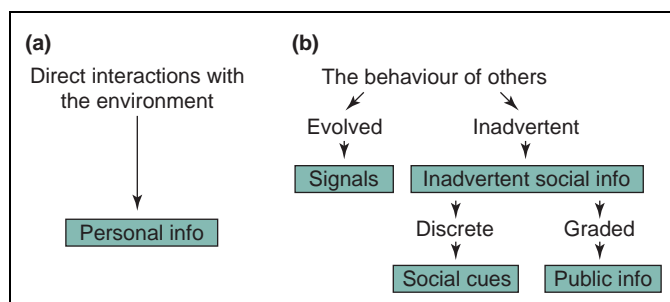 (a)
Direct interactions with
the environment
Personal info
(b)
The behaviour of others
Evolved
Inadvertent
Signals
Inadvertent social info
Discrete
Graded
Social cues
Public info